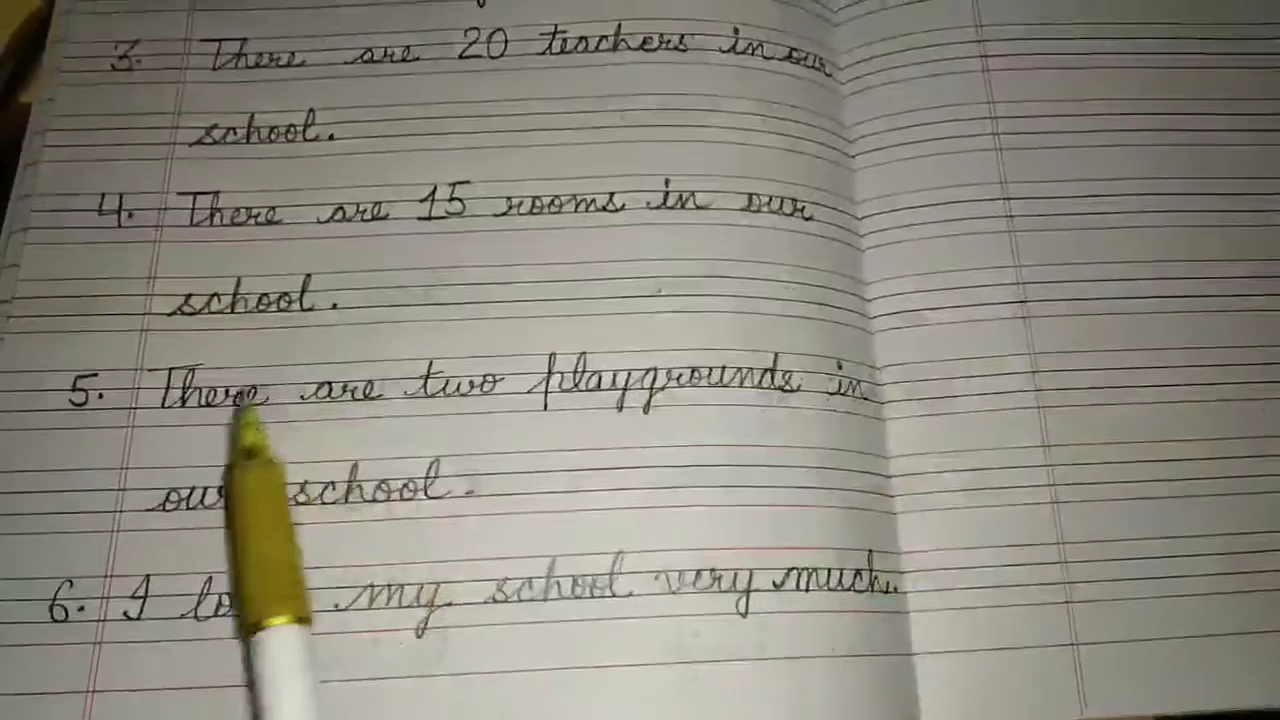 3. There are 20 teachers in our
school.
4. There are 15 rooms in our
school.
5. There are two playgrounds in
our school.
6. I my school very much.